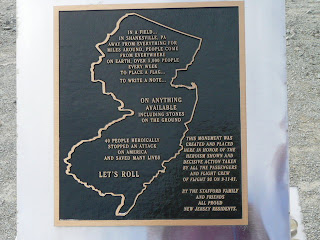 IN A FIELD...
IN SHANKSVILLE, PA
AWAY FROM EVERYTHING FOR
MILES AROUND, PEOPLE COME
FROM EVERYWHERE
ON EARTH. OVER 5,000 PEOPLE
EVERY WEEK
TO PLACE A FLAG...
TO WRITE A NOTE...
ON ANYTHING
AVAILABLE
INCLUDING STONES
ON THE GROUND
40 PEOPLE HEROICALLY
STOPPED AN ATTACK
ON AMERICA
AND SAVED MANY LIVES
LET'S ROLL
THIS MONUMENT WAS
CREATED AND PLACED
HERE IN HONOR OF THE
HEROISM SHOWN AND
DECISIVE ACTION TAKEN
BY ALL THE PASSENGERS
AND FLIGHT CREW
OF FLIGHT 93 ON 9-11-01.
BY THE STAFFORD FAMILY
AND FRIENDS
ALL PROUD
NEW JERSEY RESIDENTS.